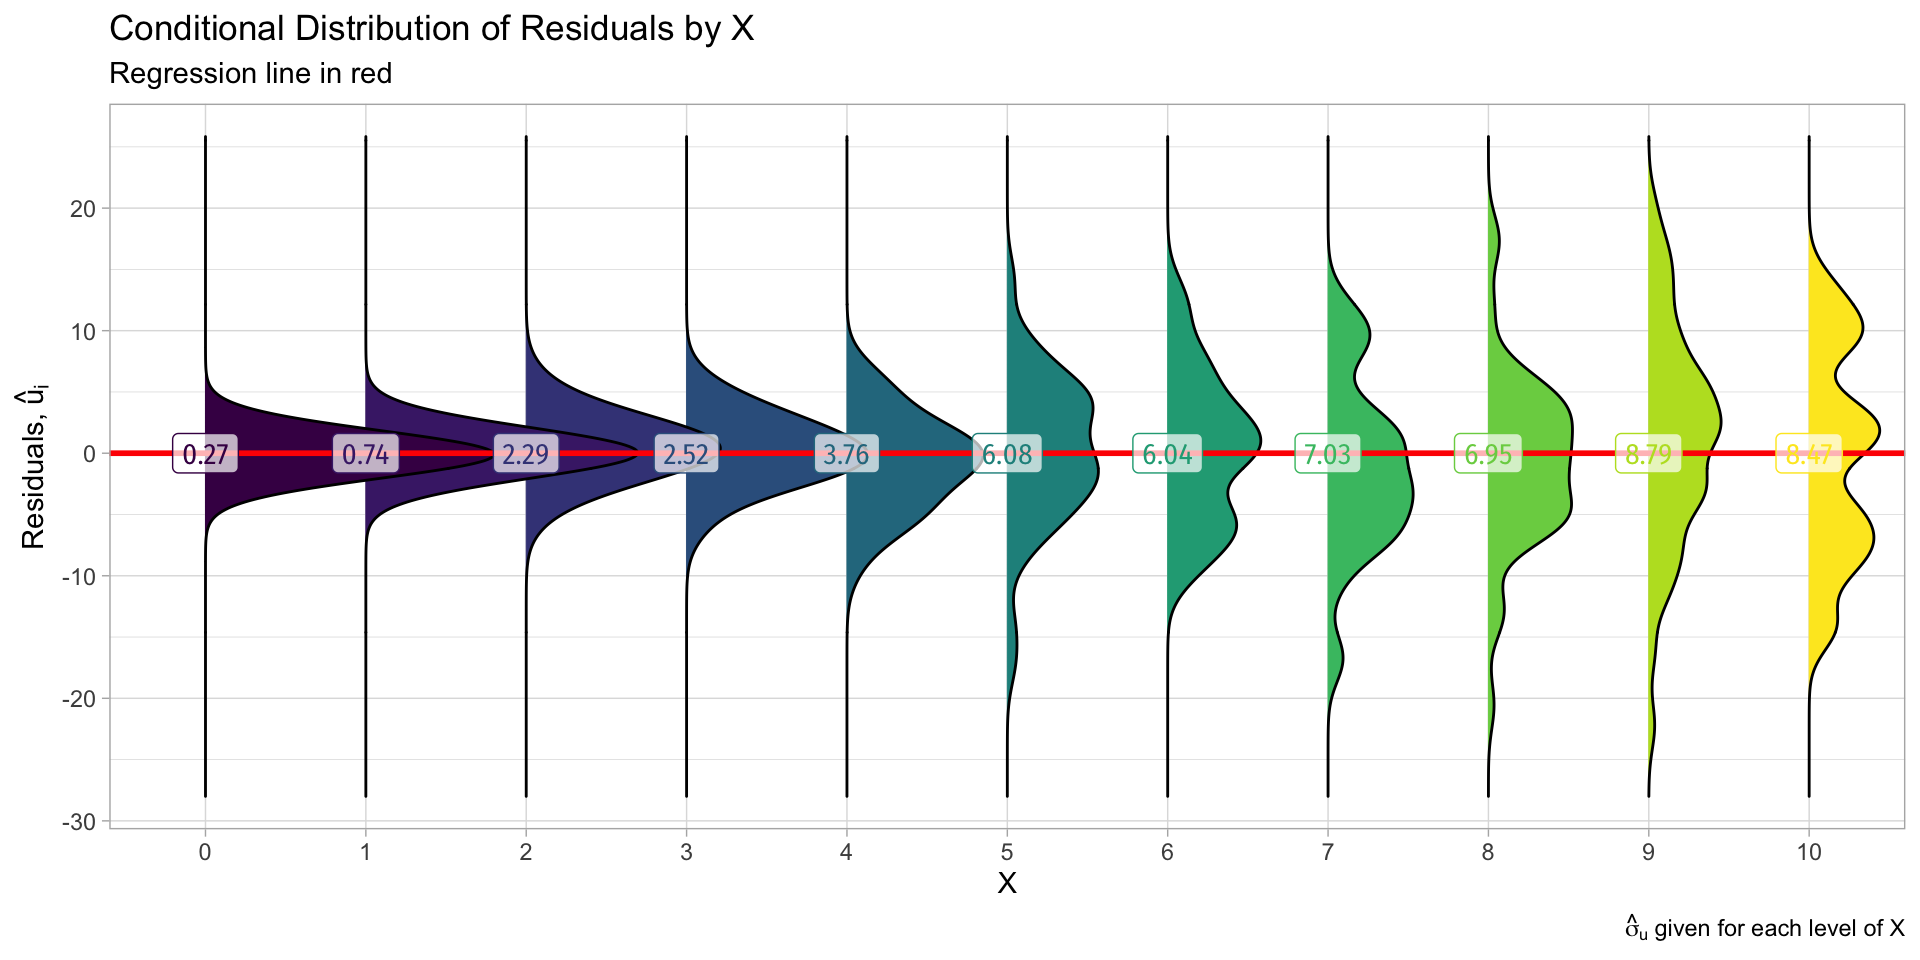 Conditional Distribution of Residuals by X
Regression line in red
Residuals, ûᵢ
20
10
0
-10
-20
-30
0.27 0.74 2.29 2.52 3.76 6.08 6.04 7.03 6.95 8.79 8.47
0 1 2 3 4 5 6 7 8 9 10
X
σ̂ᵤ given for each level of X